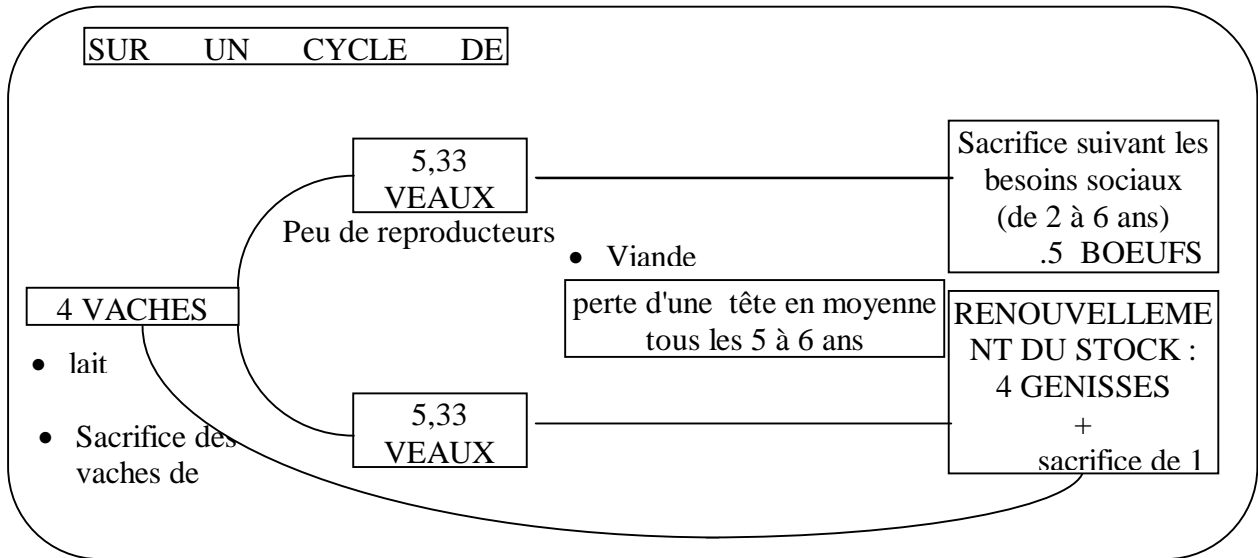 SUR UN CYCLE DE
5,33
VEAUX
Peu de reproducteurs
Sacrifice suivant les
besoins sociaux
(de 2 à 6 ans)
.5 BOEUFS
• Viande
perte d'une tête en moyenne
tous les 5 à 6 ans
4 VACHES
• lait
• Sacrifice des
vaches de
5,33
VEAUX
RENOUVELLEME
NT DU STOCK :
4 GENISSES
+
sacrifice de 1